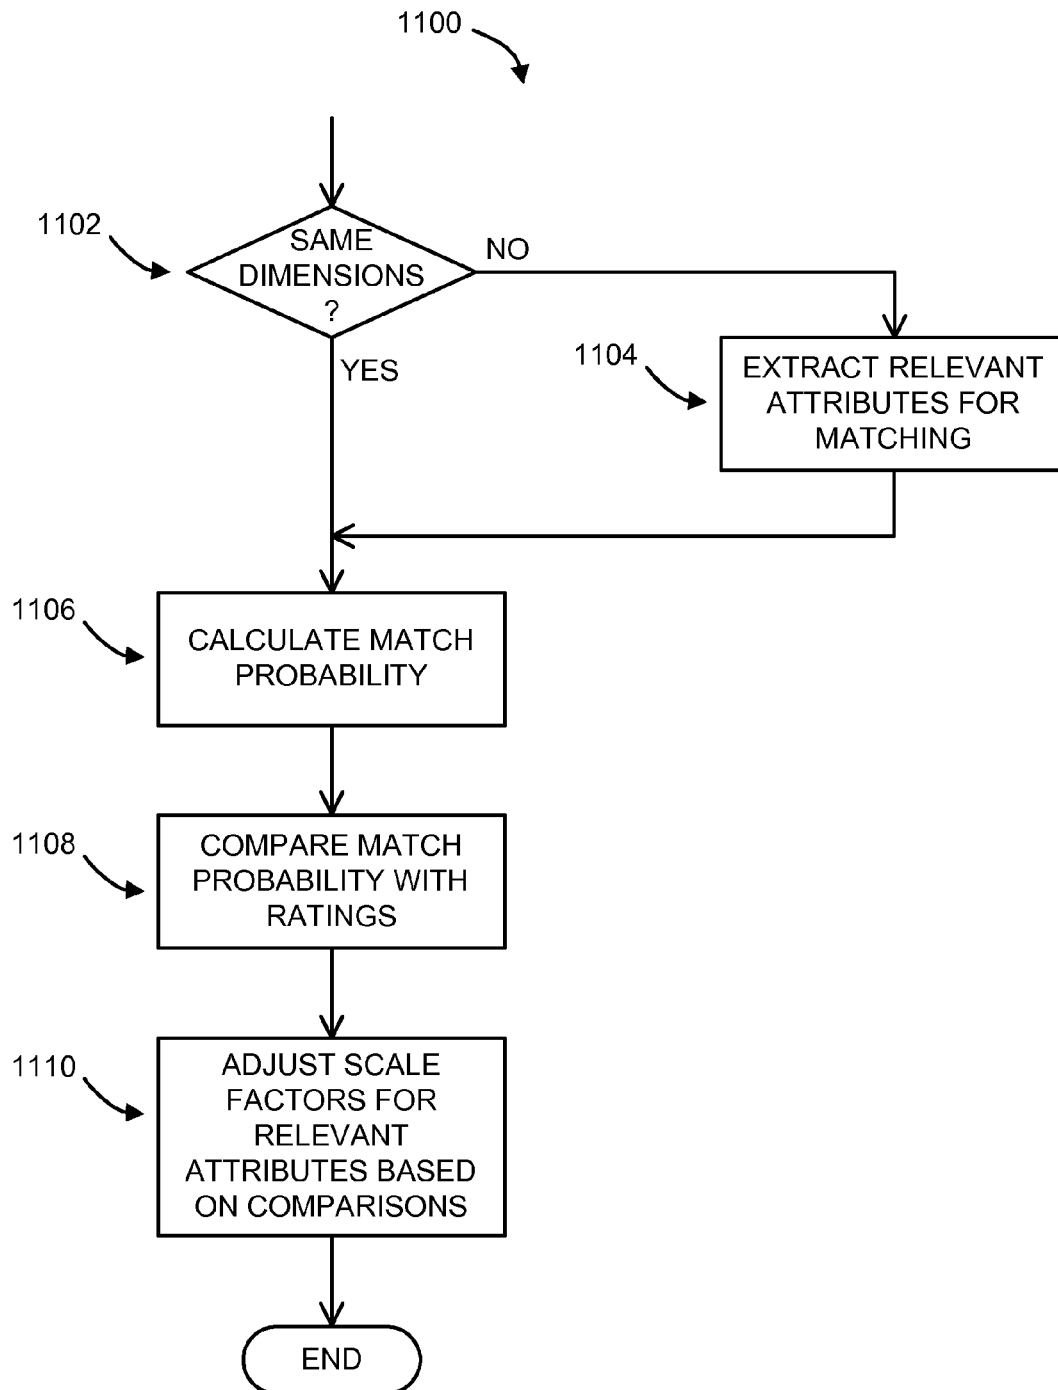 1100
1102
SAME
DIMENSIONS
?
NO
YES
1104
EXTRACT RELEVANT
ATTRIBUTES FOR
MATCHING
1106
CALCULATE MATCH
PROBABILITY
1108
COMPARE MATCH
PROBABILITY WITH
RATINGS
1110
ADJUST SCALE
FACTORS FOR
RELEVANT
ATTRIBUTES BASED
ON COMPARISONS
END